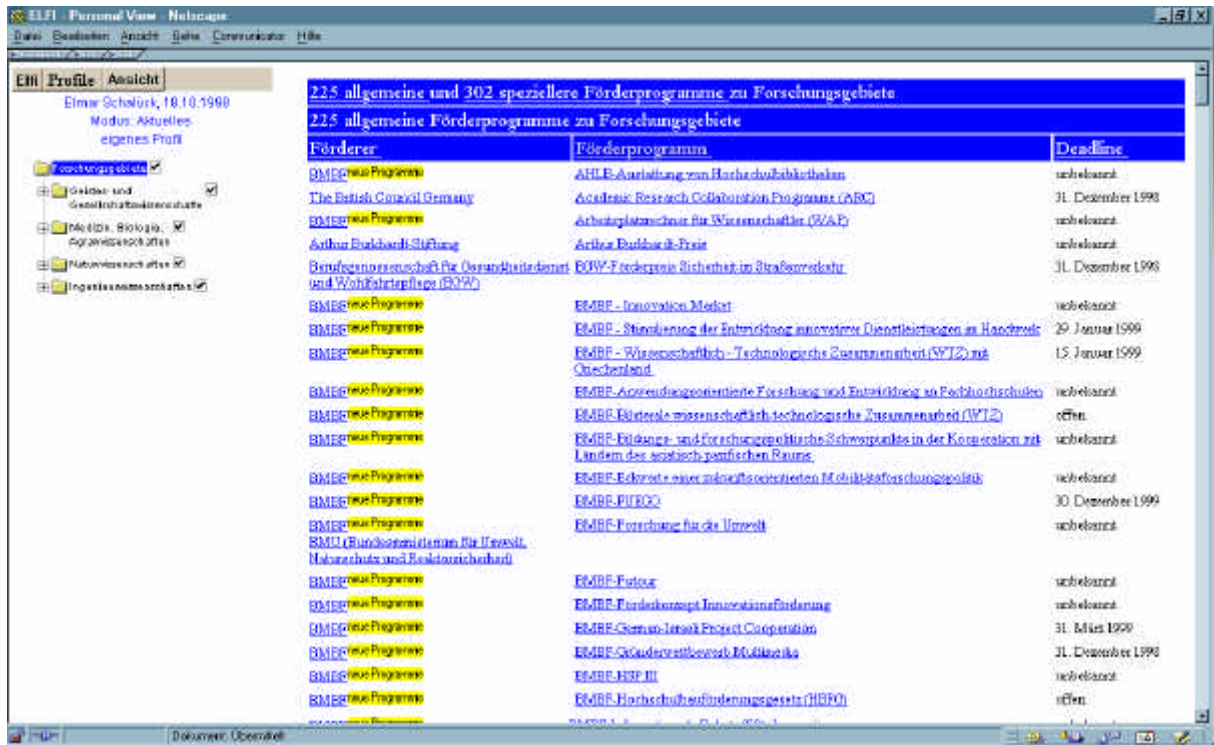 ELFI - Personal View - Netscape
Datei Bearbeiten Ansicht Gehe Communicator Hilfe
Elfi Profile Ansicht
Elmar Schalück, 18.10.1998
Modus: Aktuelles
eigenes Profil
Forschungsgebiete
Geistes- und
Gesellschaftswissenschafte
Medizin, Biologie,
Agrarwissenschaften
Naturwissenschaften
Ingenieurwissenschaften
225 allgemeine und 302 speziellere Förderprogramme zu Forschungsgebiete
225 allgemeine Förderprogramme zu Forschungsgebiete
Förderer Förderprogramm Deadline
BMBF neue Programme AHLB-Ausstattung von Hochschulbibliotheken unbekannt
The British Council Germany Academic Research Collaboration Programme (ARC) 31. Dezember 1998
BMBF neue Programme Arbeitsplatzrechner für Wissenschaftler (WAP) unbekannt
Arthur Burkhardt-Stiftung Arthur Burkhardt-Preis unbekannt
Berufsgenossenschaft für Gesundheitsdienst BGW-Förderpreis Sicherheit im Straßenverkehr 31. Dezember 1998
und Wohlfahrtspflege (BGW)
BMBF neue Programme BMBF - Innovation Market unbekannt
BMBF neue Programme BMBF - Stimulierung der Entwicklung innovativer Dienstleistungen im Handwerk 29. Januar 1999
BMBF neue Programme BMBF - Wissenschaftlich - Technologische Zusammenarbeit (WTZ) mit 15. Januar 1999
Griechenland
BMBF neue Programme BMBF-Anwendungsorientierte Forschung und Entwicklung an Fachhochschulen unbekannt
BMBF neue Programme BMBF-Bilaterale wissenschaftlich-technologische Zusammenarbeit (WTZ) offen
BMBF neue Programme BMBF-Bildungs- und forschungspolitische Schwerpunkte in der Kooperation mit unbekannt
Ländern des asiatisch-pazifischen Raums
BMBF neue Programme BMBF-Eckwerte einer zukunftsorientierten Mobilitätsforschungspolitik unbekannt
BMBF neue Programme BMBF-FUEGO 30. Dezember 1999
BMBF neue Programme BMBF-Forschung für die Umwelt unbekannt
BMU (Bundesministerium für Umwelt,
Naturschutz und Reaktorsicherheit)
BMBF neue Programme BMBF-Futour unbekannt
BMBF neue Programme BMBF-Förderkonzept Innovationsförderung unbekannt
BMBF neue Programme BMBF-German-Israeli Project Cooperation 31. März 1999
BMBF neue Programme BMBF-Gründerwettbewerb Multimedia 31. Dezember 1998
BMBF neue Programme BMBF-HSP III unbekannt
BMBF neue Programme BMBF-Hochschulbauförderungsgesetz (HBFG) offen
Dokument: Übermittelt